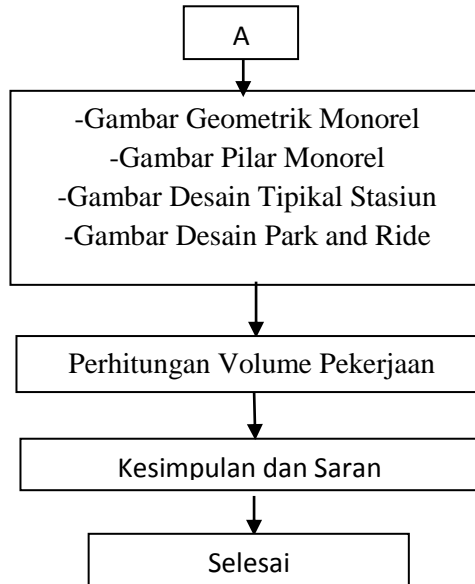 A
-Gambar Geometrik Monorel
-Gambar Pilar Monorel
-Gambar Desain Tipikal Stasiun
-Gambar Desain Park and Ride
Perhitungan Volume Pekerjaan
Kesimpulan dan Saran
Selesai